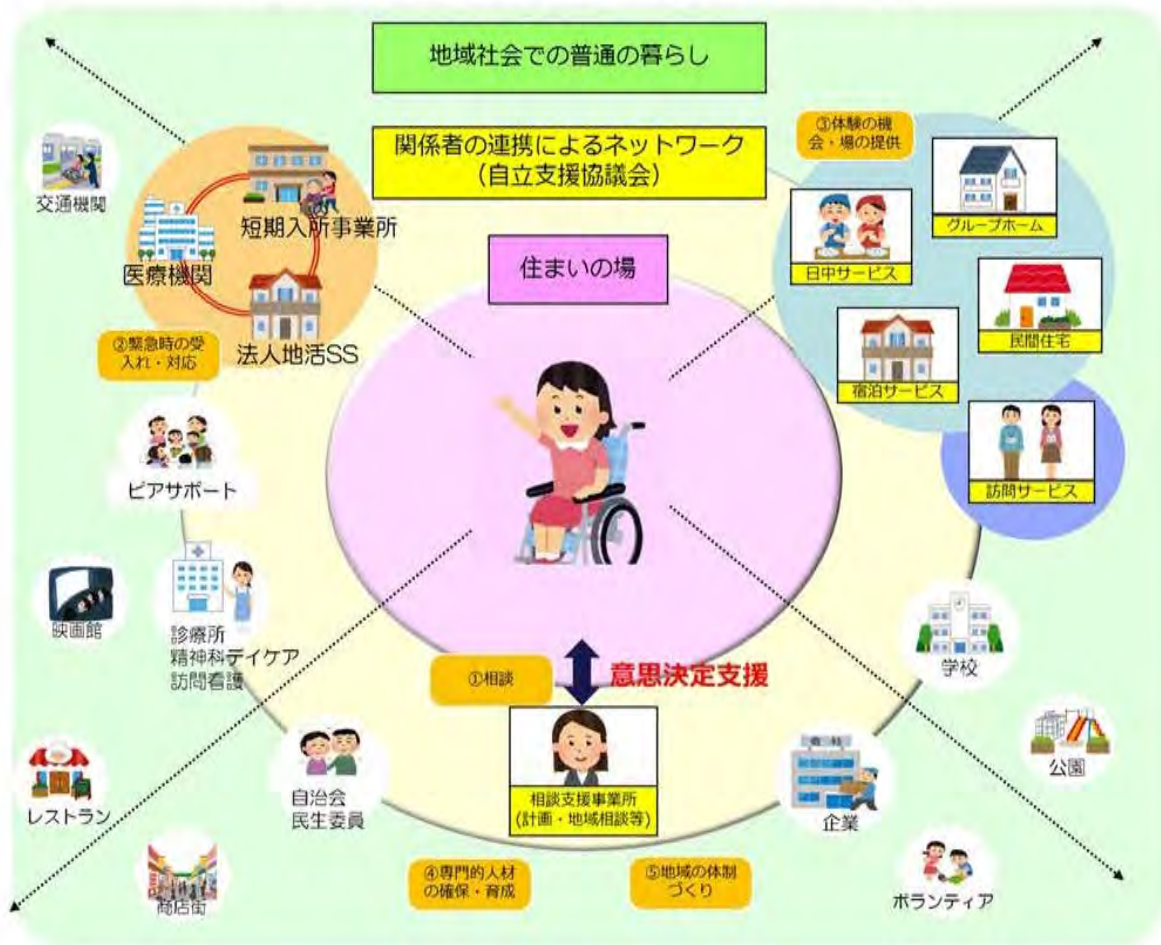 地域社会での普通の暮らし
関係者の連携によるネットワーク
(自立支援協議会)
③体験の機
会・場の提供
交通機関
短期入所事業所
医療機関
法人地活SS
②緊急時の受
入れ・対応
住まいの場
グループホーム
日中サービス
民間住宅
宿泊サービス
訪問サービス
ピアサポート
映画館
診療所
精神科デイケア
訪問看護
①相談
意思決定支援
学校
レストラン
自治会
民生委員
相談支援事業所
(計画・地域相談等)
企業
公園
商店街
④専門的人材
の確保・育成
⑤地域の体制
づくり
ボランティア